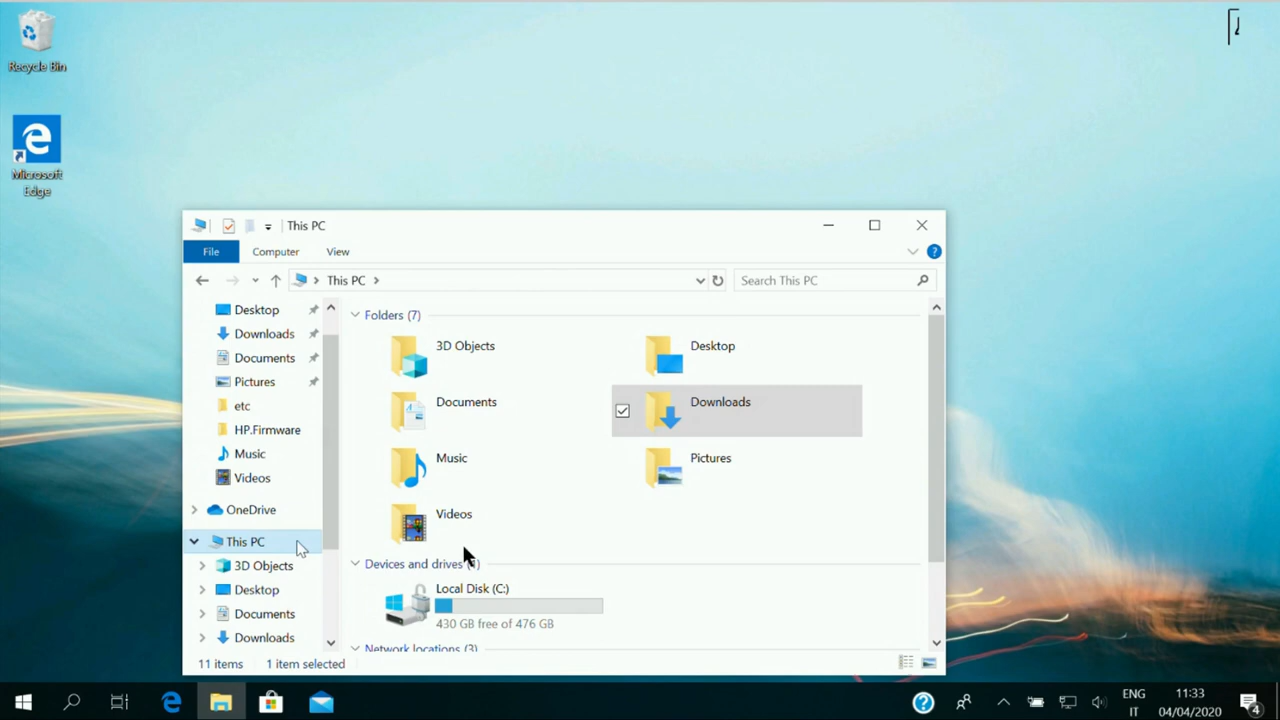 Recycle Bin
Microsoft
Edge
This PC
File
Computer
View
This PC
Search This PC
Desktop
Downloads
Documents
Pictures
etc
HP.Firmware
Music
Videos
OneDrive
This PC
3D Objects
Desktop
Documents
Downloads
Folders (7)
3D Objects
Desktop
Documents
Downloads
Music
Pictures
Videos
Devices and drives
Local Disk (C:)
430 GB free of 476 GB
Network locations (3)
11 items
1 item selected
ENG
IT
11:33
04/04/2020
4